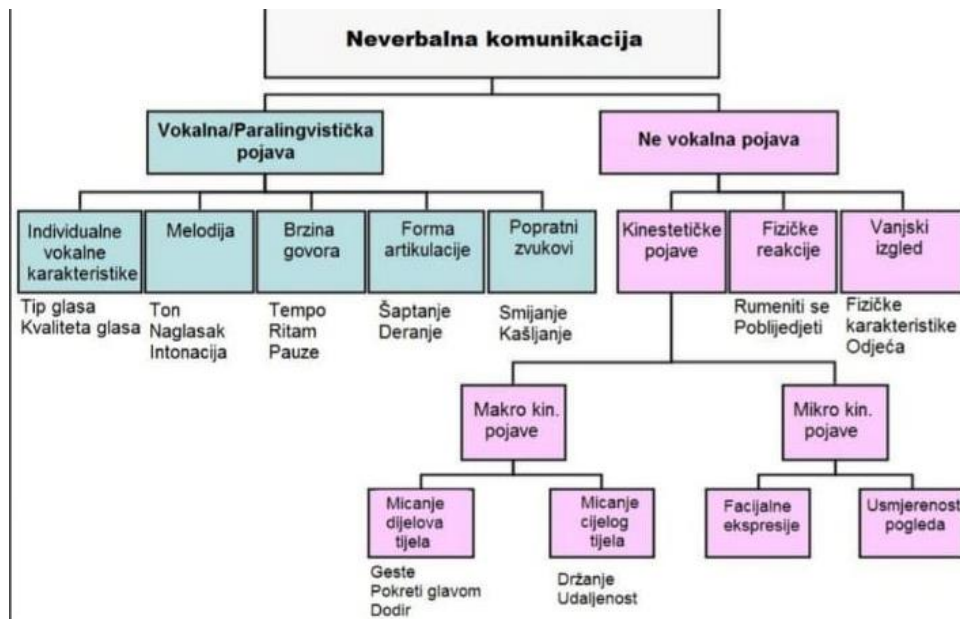 Neverbalna komunikacija
Vokalna/Paralingvistička
pojava
Ne vokalna pojava
Individualne
vokalne
karakteristike
Tip glasa
Kvaliteta glasa
Melodija
Ton
Naglasak
Intonacija
Brzina
govora
Tempo
Ritam
Pauze
Forma
artikulacije
Šaptanje
Deranje
Popratni
zvukovi
Smijanje
Kašljanje
Kinestetičke
pojave
Fizičke
reakcije
Rumeniti se
Poblijedjeti
Vanjski
izgled
Fizičke
karakteristike
Odjeća
Makro kin.
pojave
Mikro kin.
pojave
Micanje
dijelova
tijela
Geste
Pokreti glavom
Dodir
Micanje
cijelog
tijela
Držanje
Udaljenost
Facijalne
ekspresije
Usmjerenost
pogleda